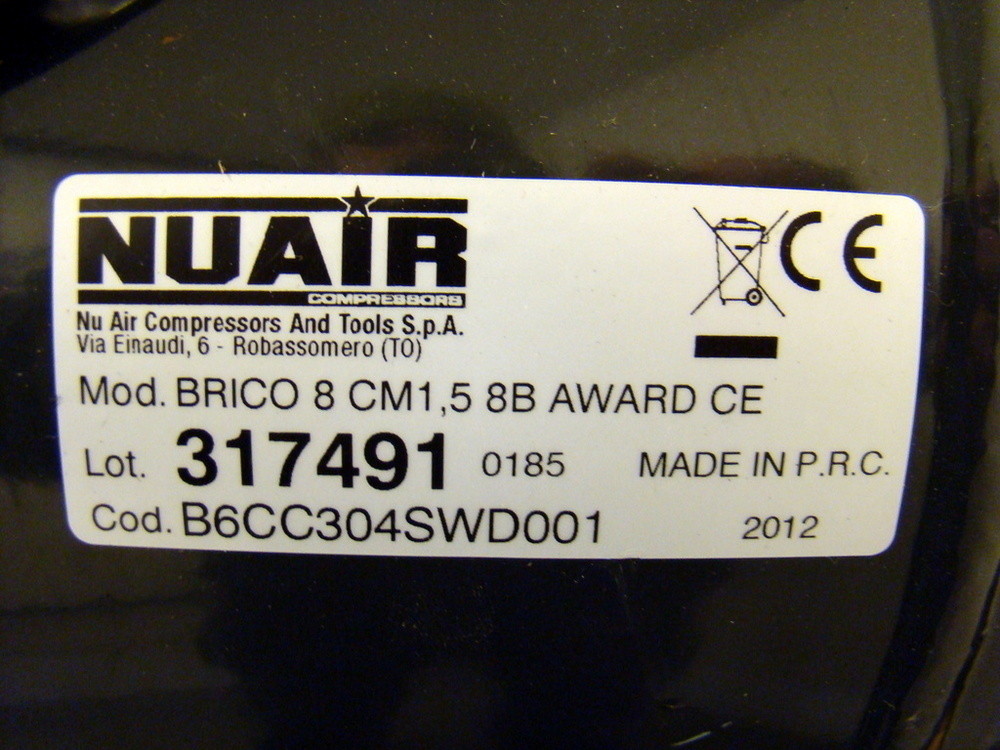 NUAIR
COMPRESSORS
Nu Air Compressors And Tools S.p.A.
Via Einaudi, 6 - Robassomero (TO)
CE
Mod. BRICO 8 CM1,5 8B AWARD CE
Lot. 317491 0185 MADE IN P.R.C.
Cod. B6CC304SWD001 2012